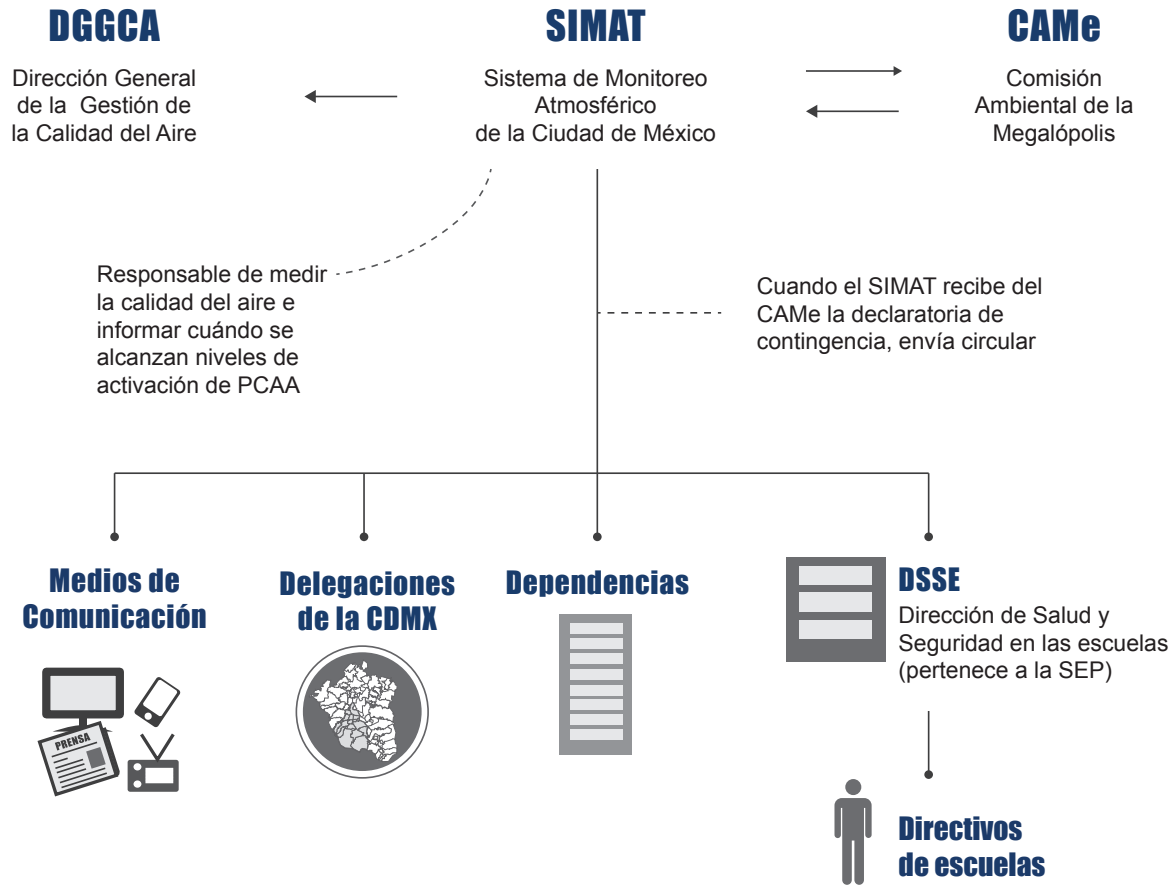 DGGCA
Dirección General
de la Gestión de
la Calidad del Aire
SIMAT
Sistema de Monitoreo
Atmosférico
de la Ciudad de México
CAMe
Comisión
Ambiental de la
Megalópolis
Responsable de medir
la calidad del aire e
informar cuándo se
alcanzan niveles de
activación de PCAA
Cuando el SIMAT recibe del
CAMe la declaratoria de
contingencia, envía circular
Medios de
Comunicación
PRENSA
Delegaciones
de la CDMX
Dependencias
DSSE
Dirección de Salud y
Seguridad en las escuelas
(pertenece a la SEP)
Directivos
de escuelas